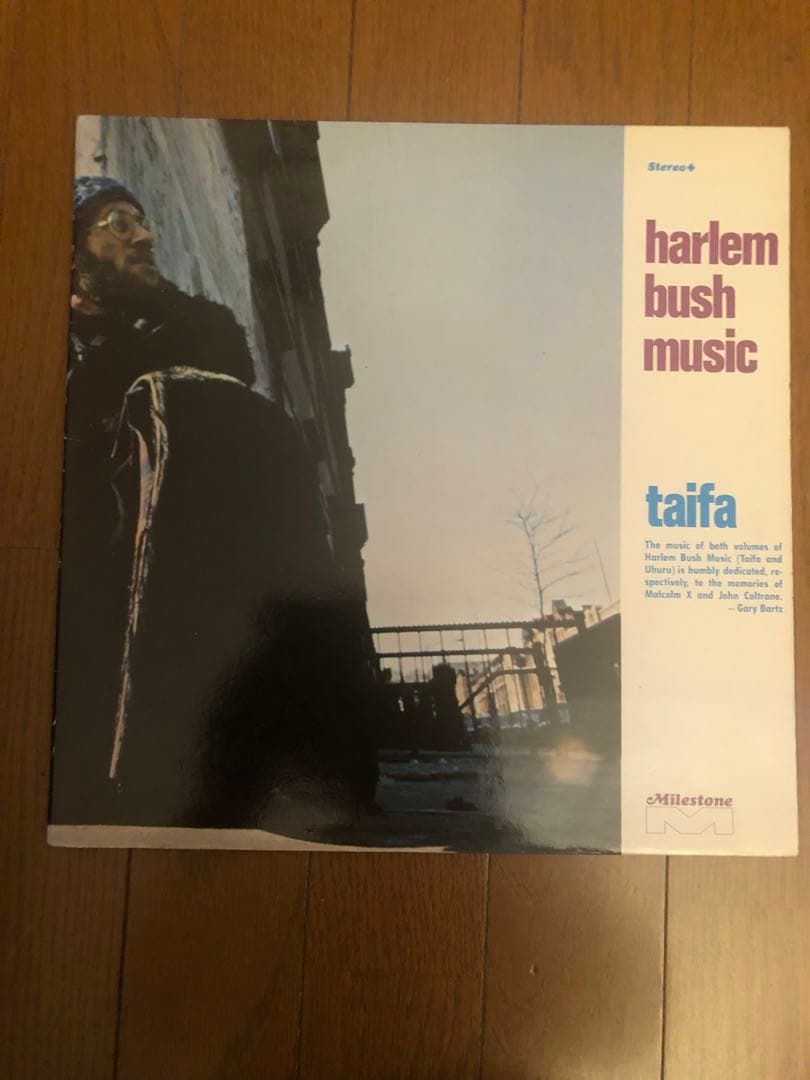 Stereo
harlem
bush
music
taifa
The music of both volumes of
Harlem Bush Music (Taifa and
Uhuru) is humbly dedicated, re-
spectively, to the memories of
Malcolm X and John Coltrane.
– Gary Bartz
Milestone
M